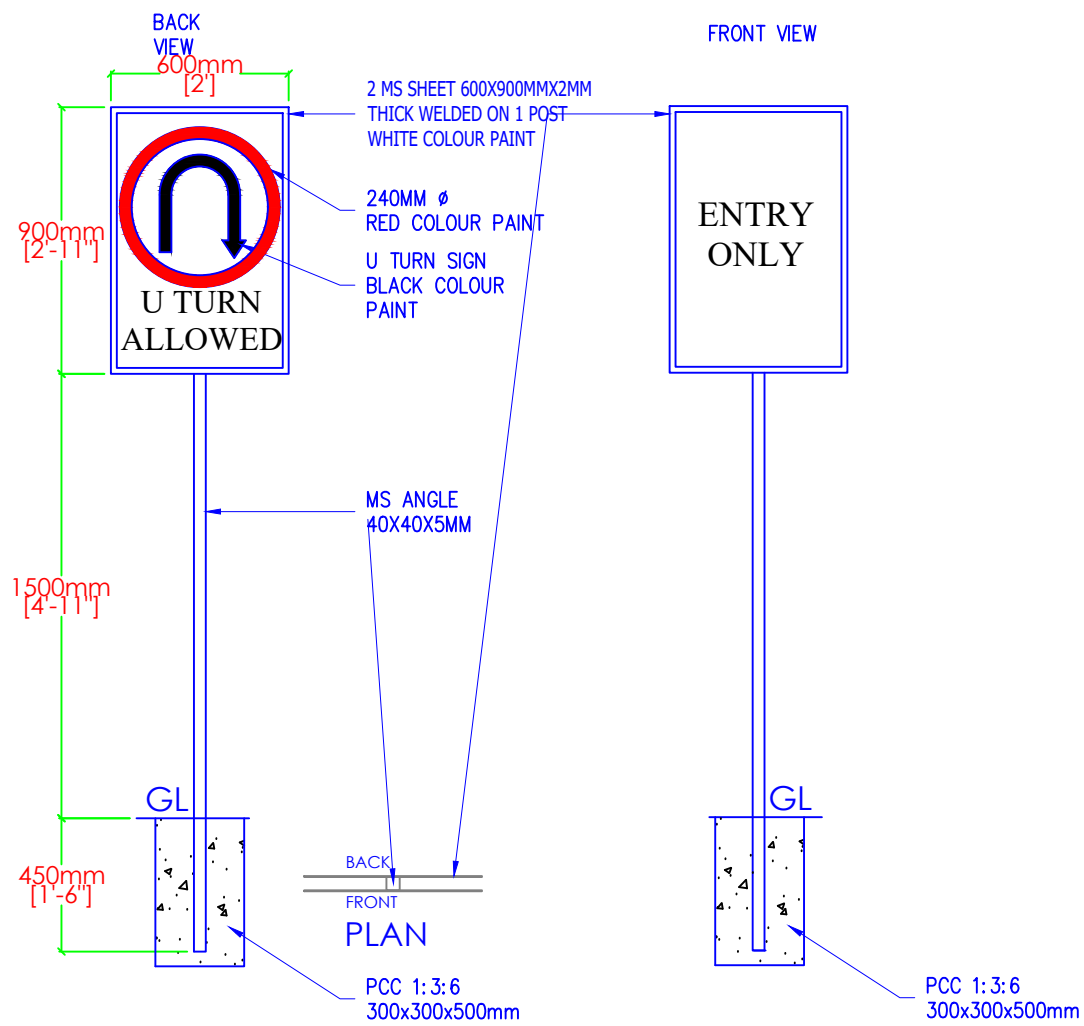 BACK
VIEW
FRONT VIEW
600mm
[2']
2 MS SHEET 600X900MMX2MM
THICK WELDED ON 1 POST
WHITE COLOUR PAINT
240MM Ø
RED COLOUR PAINT
U TURN SIGN
BLACK COLOUR
PAINT
900mm
[2'-11"]
U TURN
ALLOWED
ENTRY
ONLY
MS ANGLE
40X40X5MM
1500mm
[4'-11"]
GL
GL
450mm
[1'-6"]
BACK
FRONT
PLAN
PCC 1:3:6
300x300x500mm
PCC 1:3:6
300x300x500mm